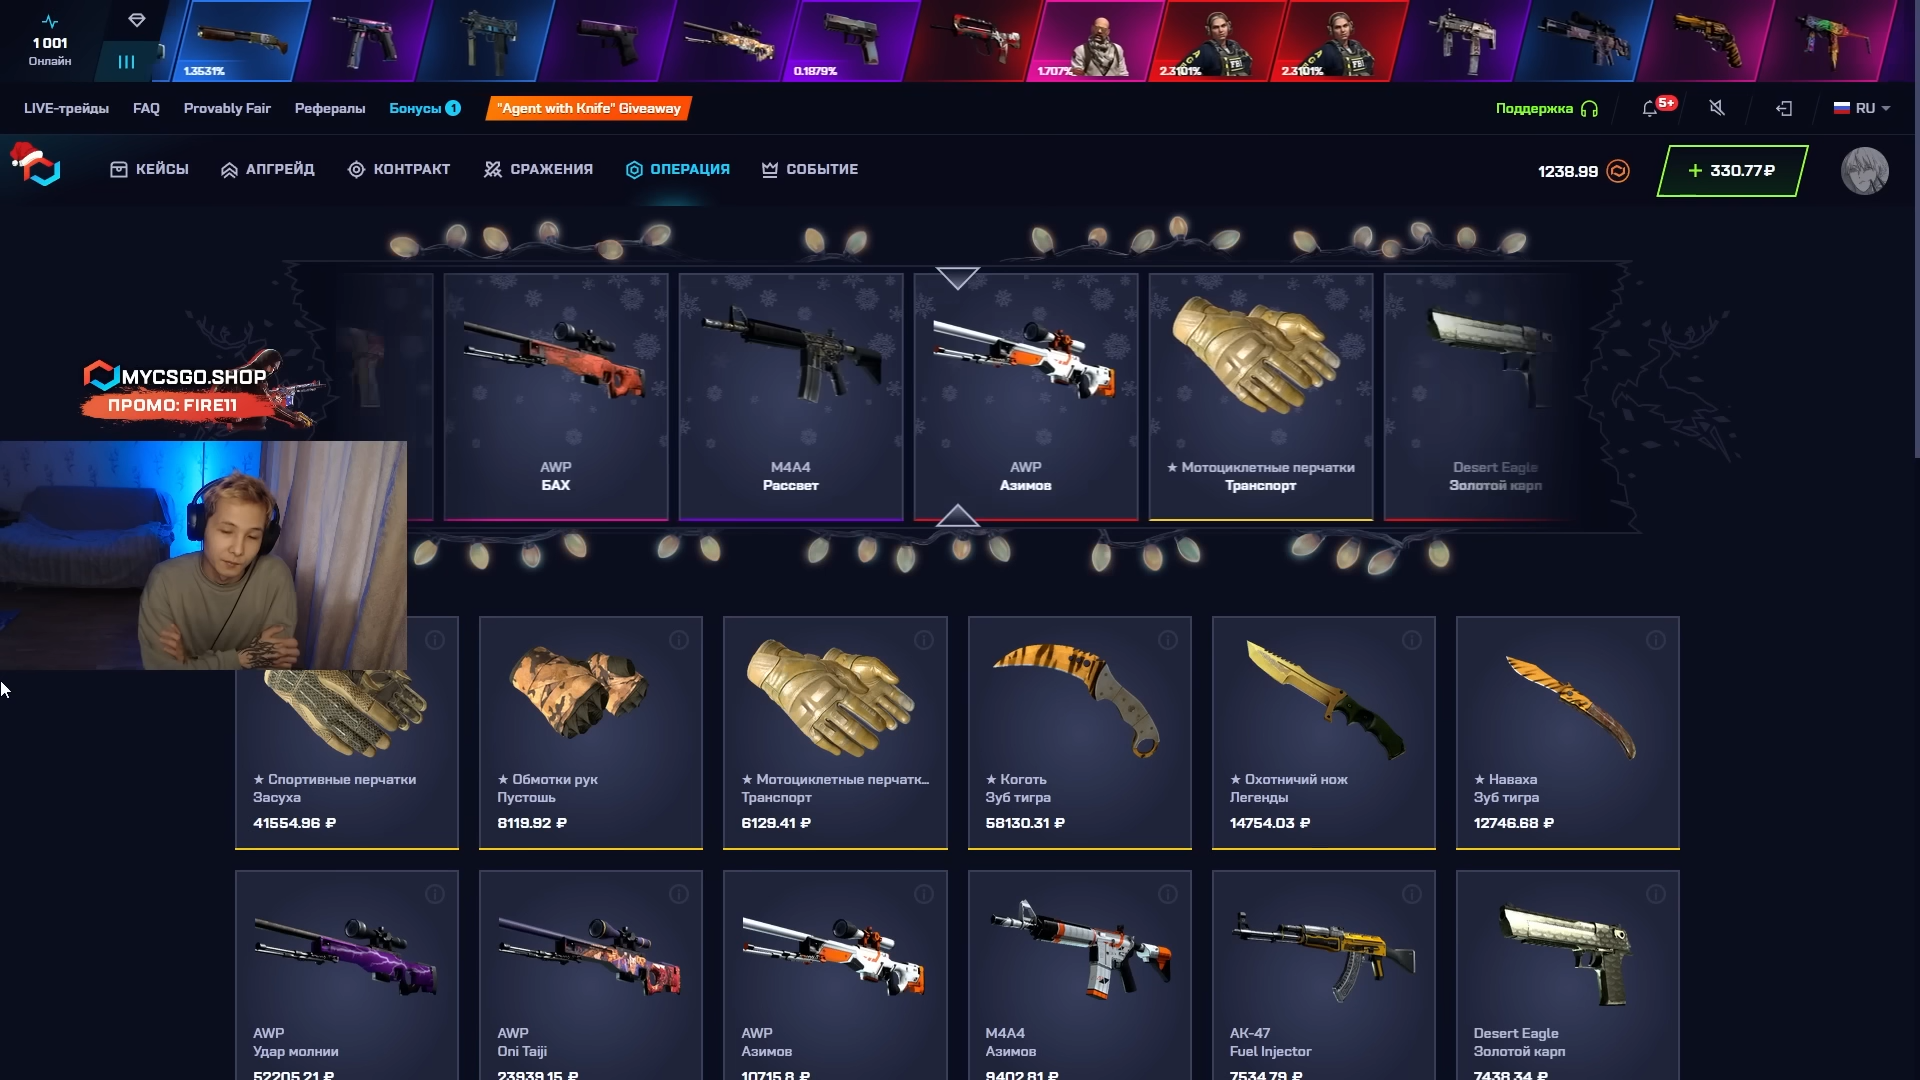 1 001
Онлайн
1.3531%
0.1879%
1.707%
2.3101%
2.3101%
LIVE-трейды
FAQ
Provably Fair
Рефералы
Бонусы 1
"Agent with Knife" Giveaway
Поддержка
5+
RU
КЕЙСЫ
АПГРЕЙД
КОНТРАКТ
СРАЖЕНИЯ
ОПЕРАЦИЯ
СОБЫТИЕ
1238.99
+ 330.77 ₽
MYCSGO.SHOP
ПРОМО: FIRE11
AWP
БАХ
M4A4
Рассвет
AWP
Азимов
★ Мотоциклетные перчатки
Транспорт
Desert Eagle
Золотой карп
★ Спортивные перчатки
Засуха
41554.96 ₽
★ Обмотки рук
Пустошь
8119.92 ₽
★ Мотоциклетные перчатк...
Транспорт
6129.41 ₽
★ Коготь
Зуб тигра
58130.31 ₽
★ Охотничий нож
Легенды
14754.03 ₽
★ Наваха
Зуб тигра
12746.68 ₽
AWP
Удар молнии
52205.21 ₽
AWP
Oni Taiji
23939.15 ₽
AWP
Азимов
10715.8 ₽
M4A4
Азимов
9402.81 ₽
AK-47
Fuel Injector
7534.79 ₽
Desert Eagle
Золотой карп
7438.34 ₽